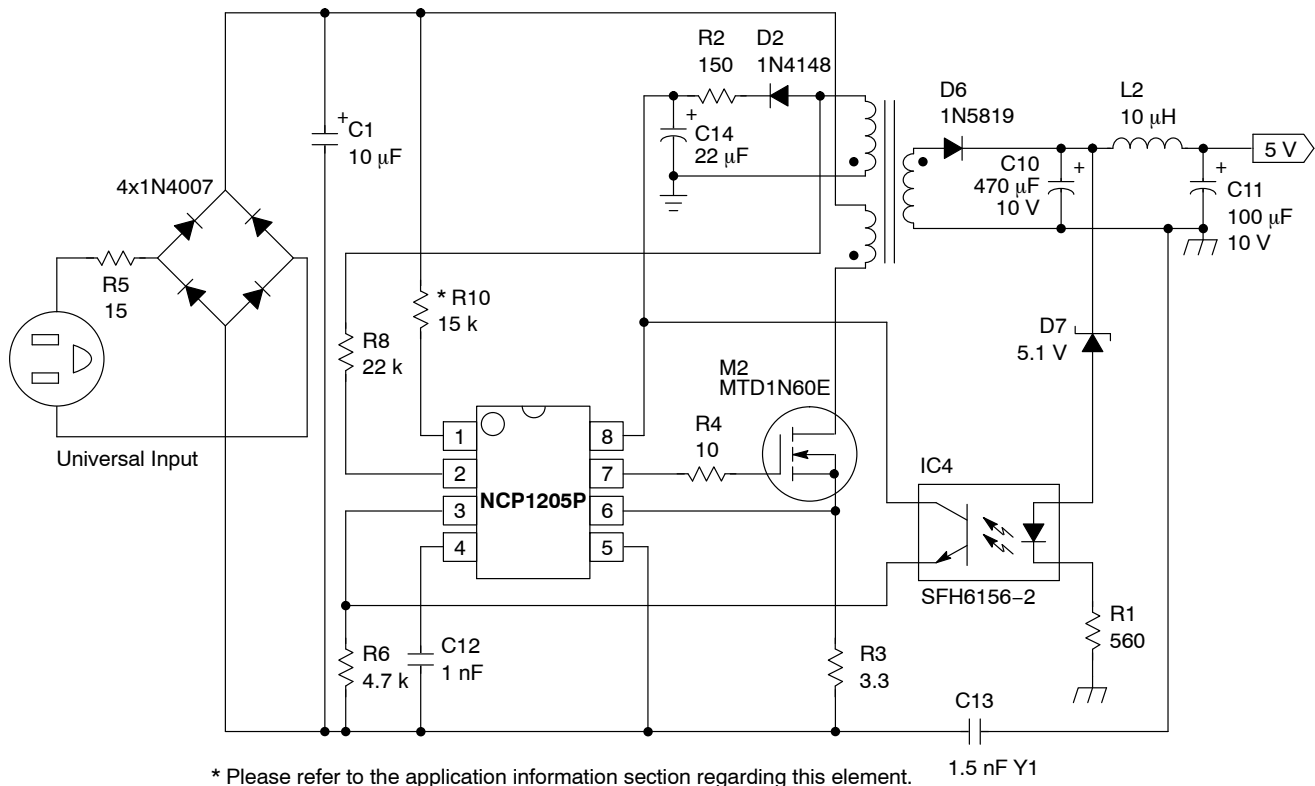 R2
150
D2
1N4148
D6
1N5819
L2
10 μH
+
C1
10 μF
+
C14
22 μF
5 V
C10
470 μF
10 V
+
+
C11
100 μF
10 V
4x1N4007
R5
15
* R10
15 k
R8
22 k
D7
5.1 V
M2
MTD1N60E
R4
10
Universal Input
1
2
3
4
NCP1205P
8
7
6
5
IC4
SFH6156−2
R1
560
R6
4.7 k
C12
1 nF
R3
3.3
C13
1.5 nF Y1
* Please refer to the application information section regarding this element.